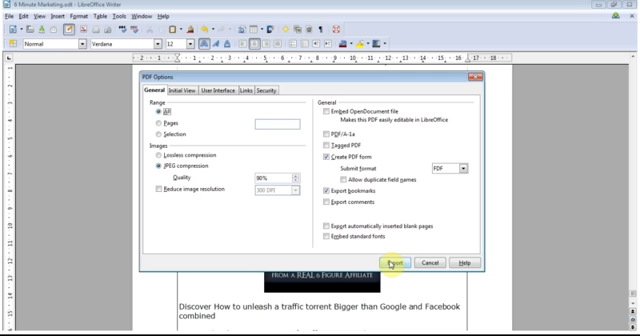 6 Minute Marketing.odt - LibreOffice Writer
File Edit View Insert Format Table Tools Window Help
Normal Verdana 12
PDF Options
General Initial View User Interface Links Security
Range
All
Pages
Selection
Images
Lossless compression
JPEG compression
Quality 90%
Reduce image resolution 300 DPI
General
Embed OpenDocument file
Makes this PDF easily editable in LibreOffice
PDF/A-1a
Tagged PDF
Create PDF form
Submit format FDF
Allow duplicate field names
Export bookmarks
Export comments
Export automatically inserted blank pages
Embed standard fonts
Export Cancel Help
FROM A REAL 6 FIGURE AFFILIATE
Discover How to unleash a traffic torrent Bigger than Google and Facebook
combined